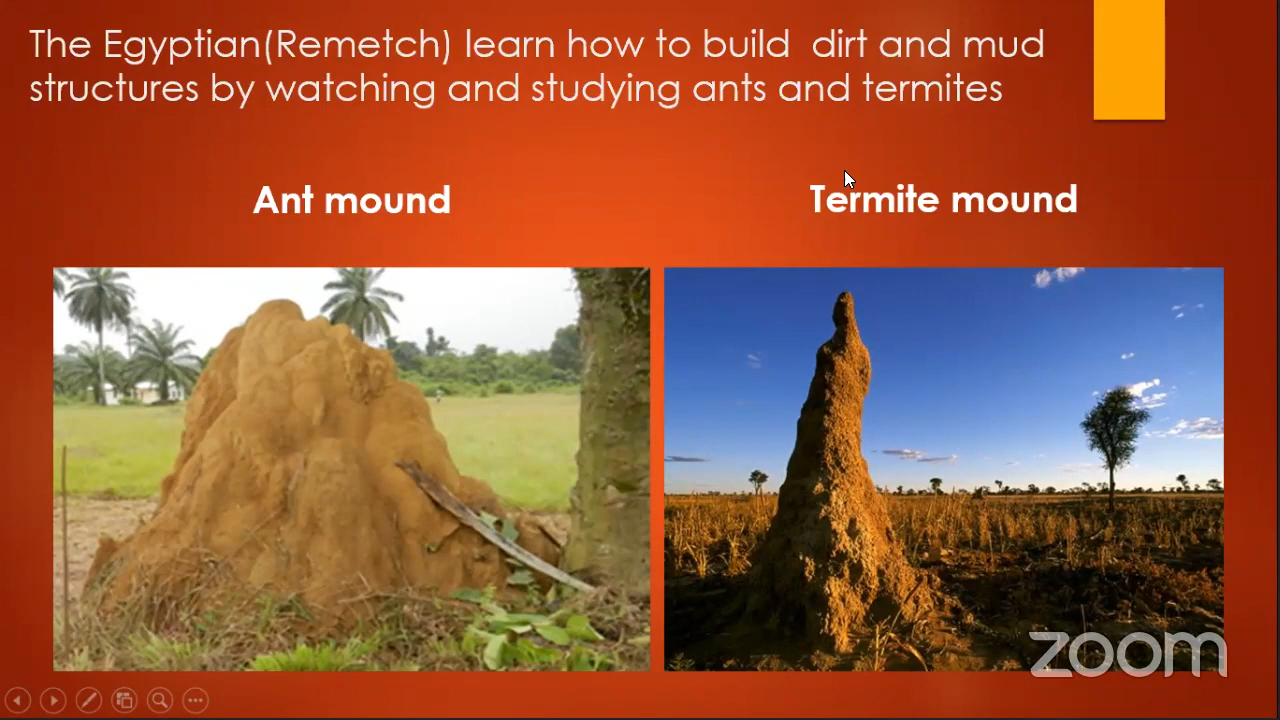 The Egyptian(Remetch) learn how to build dirt and mud
structures by watching and studying ants and termites
Ant mound
Termite mound
zoom